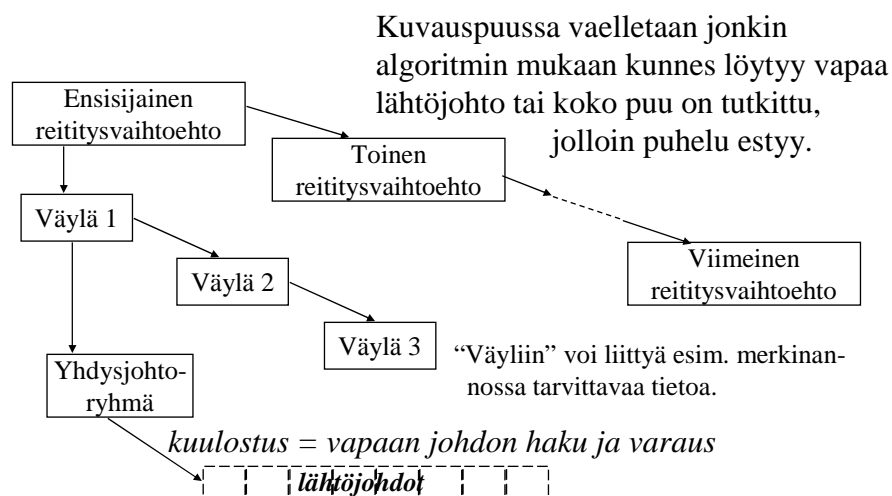 Kuvauspuussa vaelletaan jonkin
algoritmin mukaan kunnes löytyy vapaa
lähtöjohto tai koko puu on tutkittu,
jolloin puhelu estyy.
Ensisijainen
reititysvaihtoehto
Toinen
reititysvaihtoehto
Väylä 1
Väylä 2
Viimeinen
reititysvaihtoehto
Väylä 3
“Väyliin” voi liittyä esim. merkinan-
nossa tarvittavaa tietoa.
Yhdysjohto-
ryhmä
kuulostus = vapaan johdon haku ja varaus
lähtöjohdot